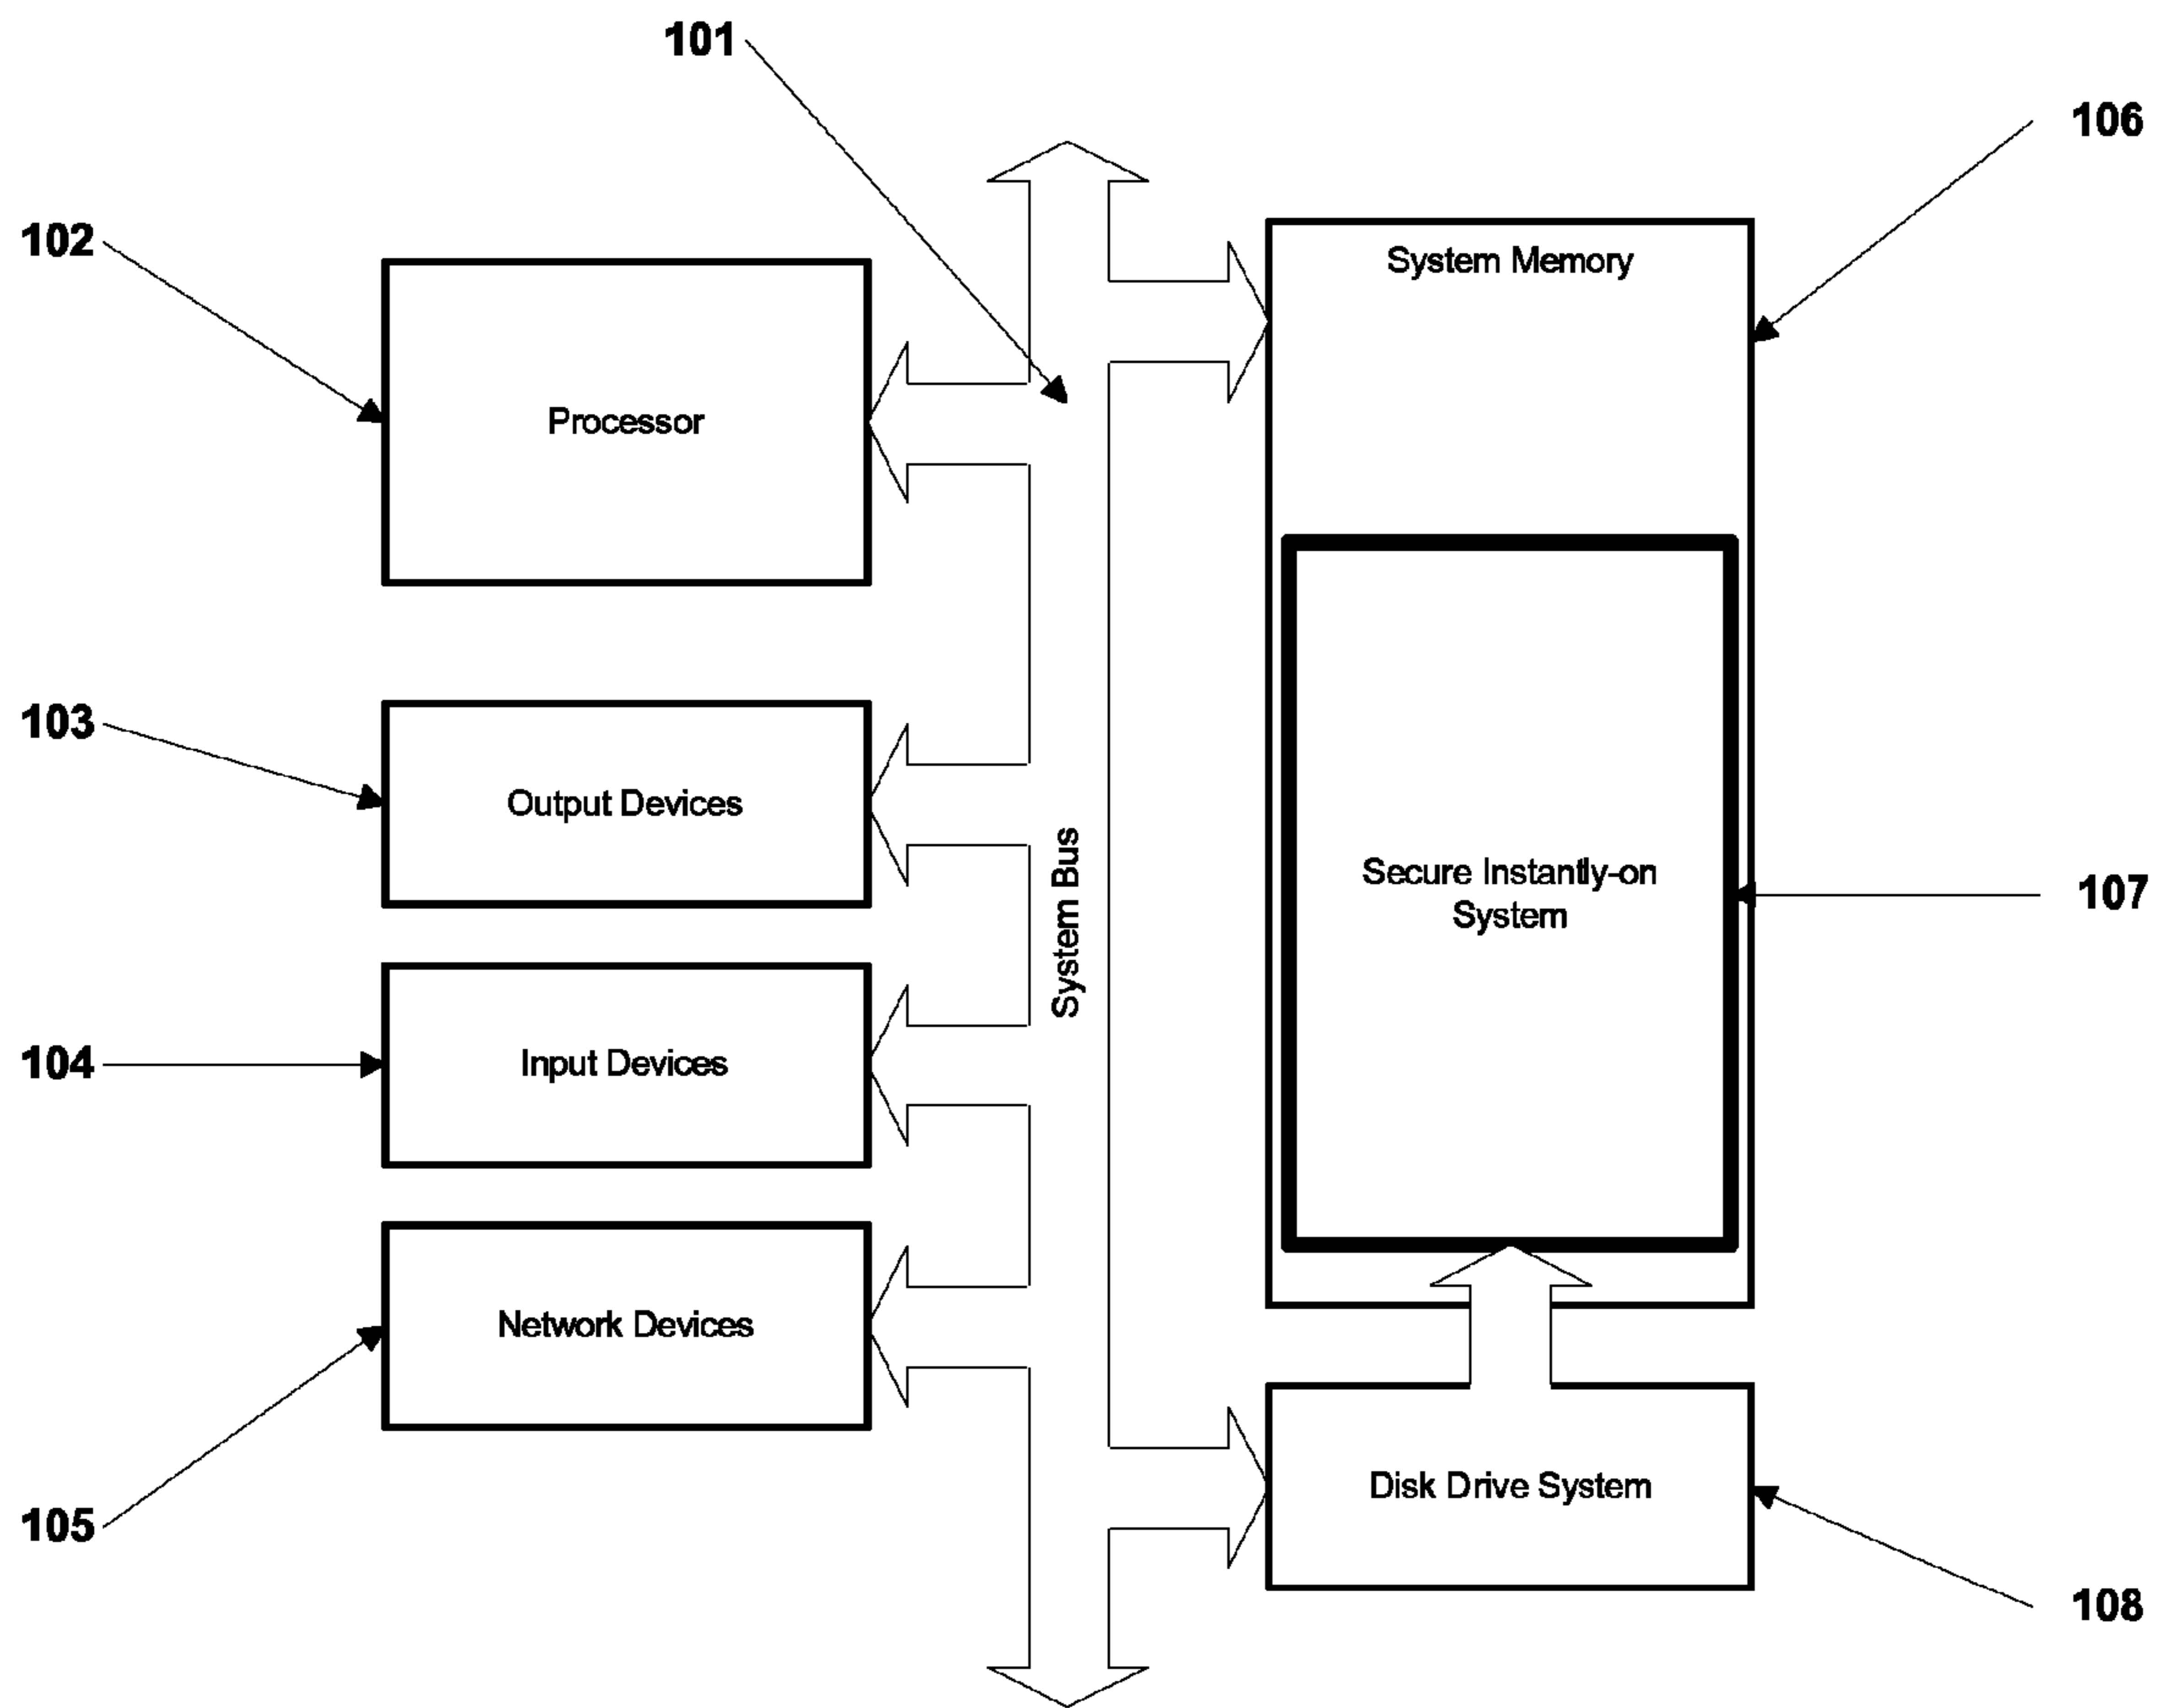 101
106
102
System Memory
Processor
103
Output Devices
System Bus
Secure Instantly-on
System
107
104
Input Devices
Network Devices
105
Disk Drive System
108